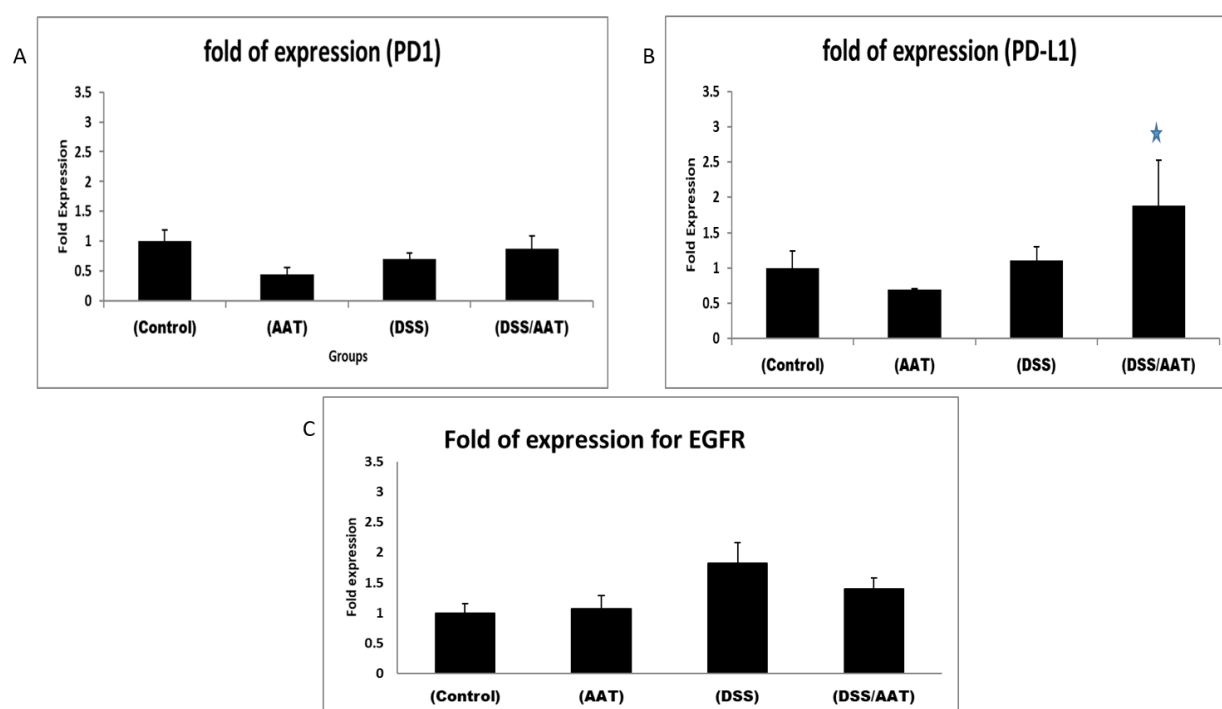 A
fold of expression (PD1)
Fold Expression
3.5
3
2.5
2
1.5
1
0.5
0
(Control) (AAT) (DSS) (DSS/AAT)
Groups
B
fold of expression (PD-L1)
Fold Expression
3.5
3
2.5
2
1.5
1
0.5
0
(Control) (AAT) (DSS) (DSS/AAT)
C
Fold of expression for EGFR
Fold expression
3.5
3
2.5
2
1.5
1
0.5
0
(Control) (AAT) (DSS) (DSS/AAT)